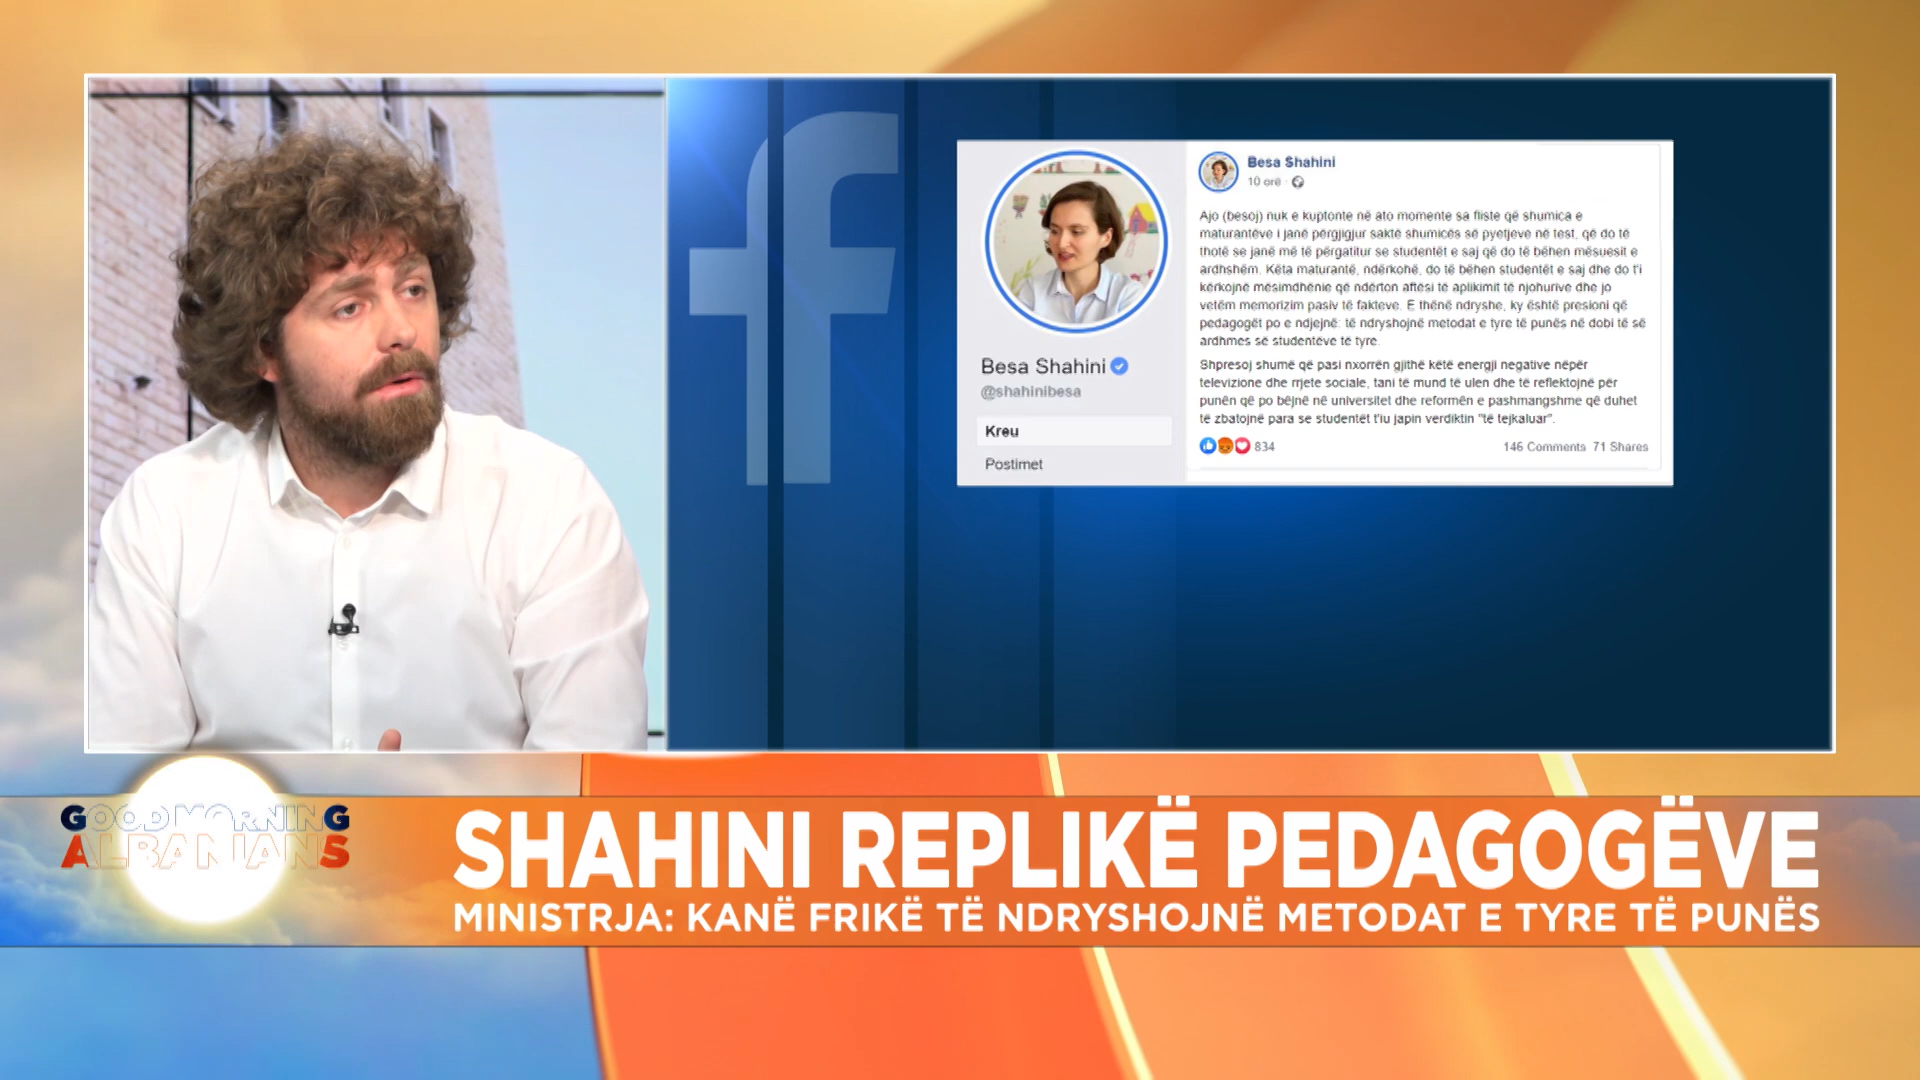 Besa Shahini
@shahinibesa
Kreu
Postimet
Besa Shahini
10 orë
Ajo (besoj) nuk e kuptonte në ato momente sa fliste që shumica e
maturantëve i janë përgjigjur saktë shumicës së pyetjeve në test, që do të
thotë se janë më të përgatitur se studentët e saj që do të bëhen mësuesit e
ardhshëm. Këta maturantë, ndërkohë, do të bëhen studentët e saj dhe do t'i
kërkojnë mësimdhënie që ndërton aftësi të aplikimit të njohurive dhe jo
vetëm memorizim pasiv të fakteve. E thënë ndryshe, ky është presioni që
pedagogët po e ndjejnë: të ndryshojnë metodat e tyre të punës në dobi të së
ardhmes së studentëve të tyre.
Shpresoj shumë që pasi nxorrën gjithë këtë energji negative nëpër
televizione dhe rrjete sociale, tani të mund të ulen dhe të reflektojnë për
punën që po bëjnë në universitet dhe reformën e pashmangshme që duhet
të zbatojnë para se studentët t'iu japin verdiktin "të tejkaluar".
834
146 Comments 71 Shares
GOOD MORNING
ALBANIANS
SHAHINI REPLIKË PEDAGOGËVE
MINISTRJA: KANË FRIKË TË NDRYSHOJNË METODAT E TYRE TË PUNËS